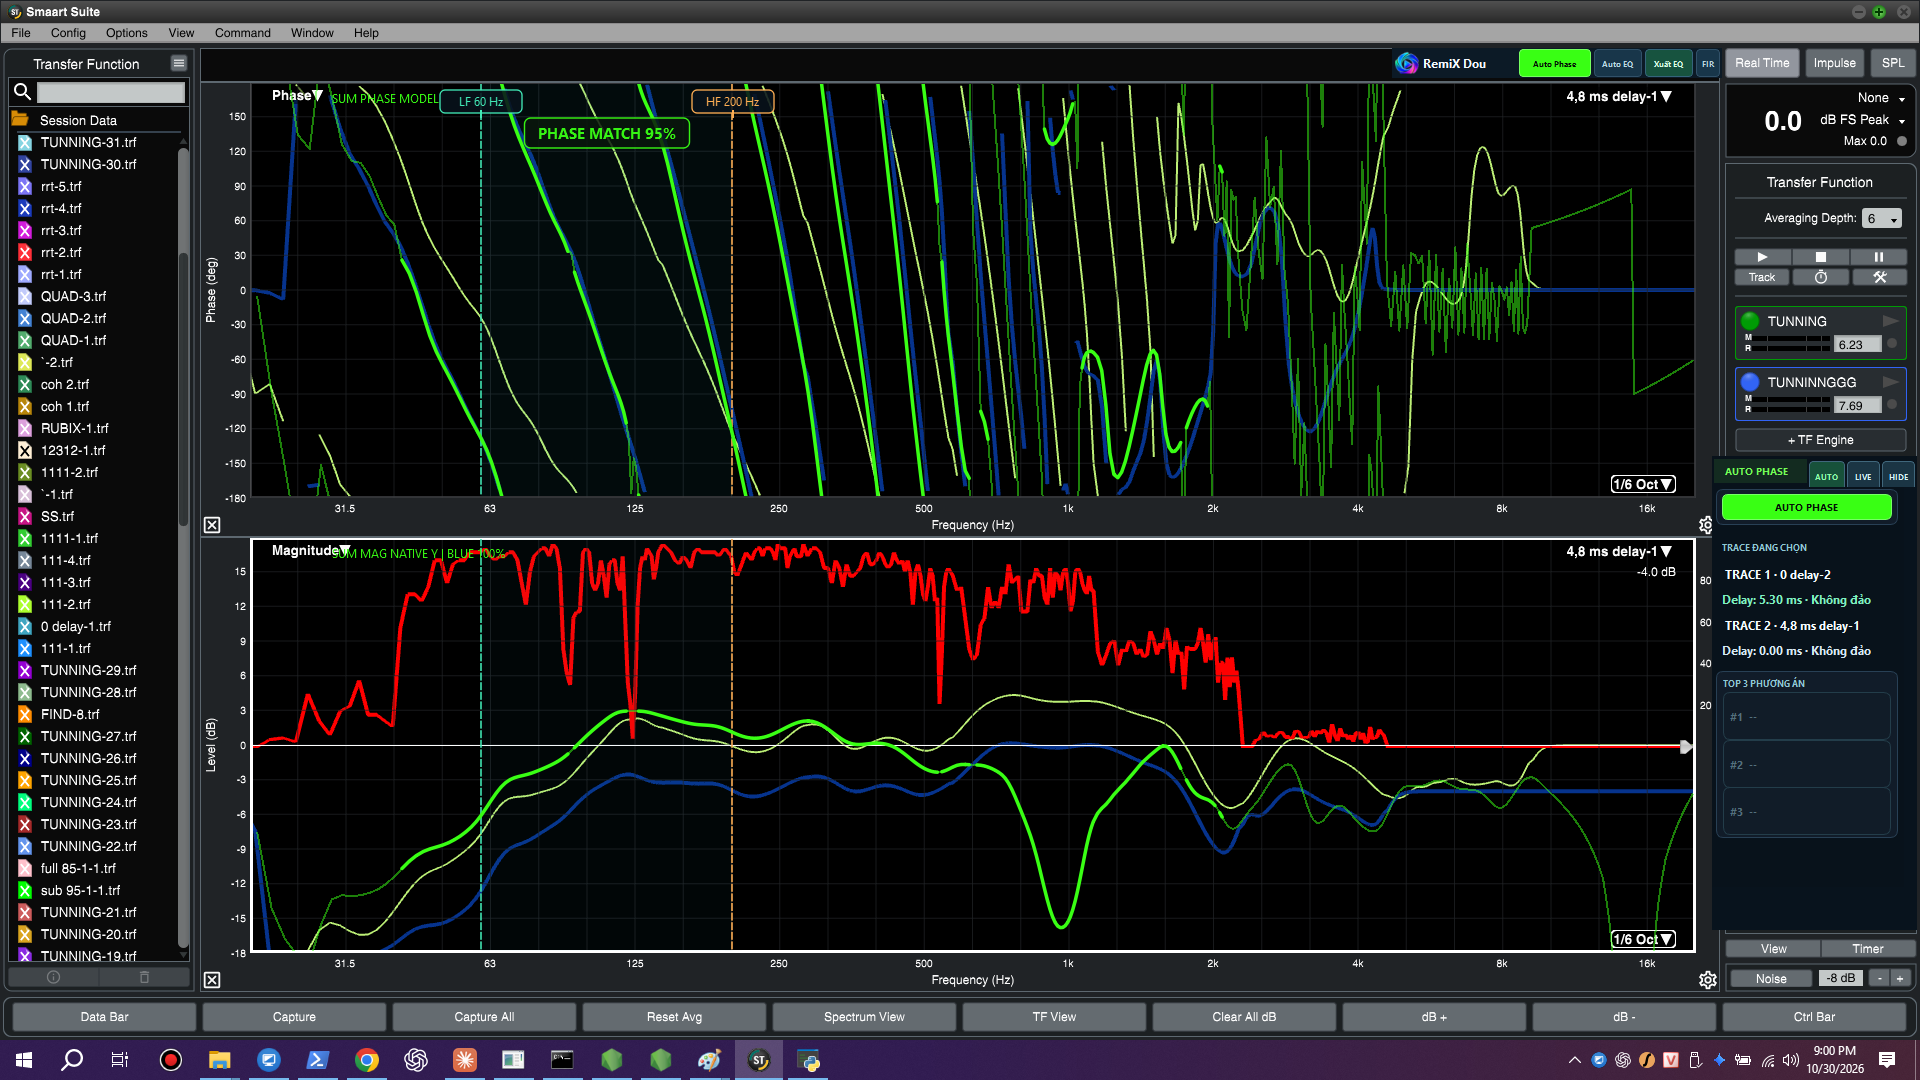 Smaart Suite
File Config Options View Command Window Help
Transfer Function
Session Data
TUNNING-31.trf
TUNNING-30.trf
rrt-5.trf
rrt-4.trf
rrt-3.trf
rrt-2.trf
rrt-1.trf
QUAD-3.trf
QUAD-2.trf
QUAD-1.trf
`-2.trf
coh 2.trf
coh 1.trf
RUBIX-1.trf
12312-1.trf
1111-2.trf
`-1.trf
SS.trf
1111-1.trf
111-4.trf
111-3.trf
111-2.trf
0 delay-1.trf
111-1.trf
TUNNING-29.trf
TUNNING-28.trf
FIND-8.trf
TUNNING-27.trf
TUNNING-26.trf
TUNNING-25.trf
TUNNING-24.trf
TUNNING-23.trf
TUNNING-22.trf
full 85-1-1.trf
sub 95-1-1.trf
TUNNING-21.trf
TUNNING-20.trf
TUNNING-19.trf
RemiX Dou
Auto Phase Auto EQ Xuất EQ FIR
Phase▼ SUM PHASE MODEL LF 60 Hz HF 200 Hz 4,8 ms delay-1▼
PHASE MATCH 95%
150
120
90
60
30
0
-30
-60
-90
-120
-150
-180
Phase (deg)
1/6 Oct▼
31.5 63 125 250 500 1k 2k 4k 8k 16k
Frequency (Hz)
Magnitude▼ SUM MAG NATIVE Y | BLUE 100% 4,8 ms delay-1▼
-4.0 dB
15
12
9
6
3
0
-3
-6
-9
-12
-15
-18
Level (dB)
80
60
40
20
1/6 Oct▼
31.5 63 125 250 500 1k 2k 4k 8k 16k
Frequency (Hz)
Real Time Impulse SPL
None
0.0 dB FS Peak
Max 0.0
Transfer Function
Averaging Depth: 6
Track
TUNNING
M
R 6.23
TUNNINNGGG
M
R 7.69
+ TF Engine
AUTO PHASE AUTO LIVE HIDE
AUTO PHASE
TRACE ĐANG CHỌN
TRACE 1 · 0 delay-2
Delay: 5.30 ms · Không đảo
TRACE 2 · 4,8 ms delay-1
Delay: 0.00 ms · Không đảo
TOP 3 PHƯƠNG ÁN
#1 --
#2 --
#3 --
View Timer
Noise -8 dB - +
Data Bar Capture Capture All Reset Avg Spectrum View TF View Clear All dB dB + dB - Ctrl Bar
9:00 PM
10/30/2026